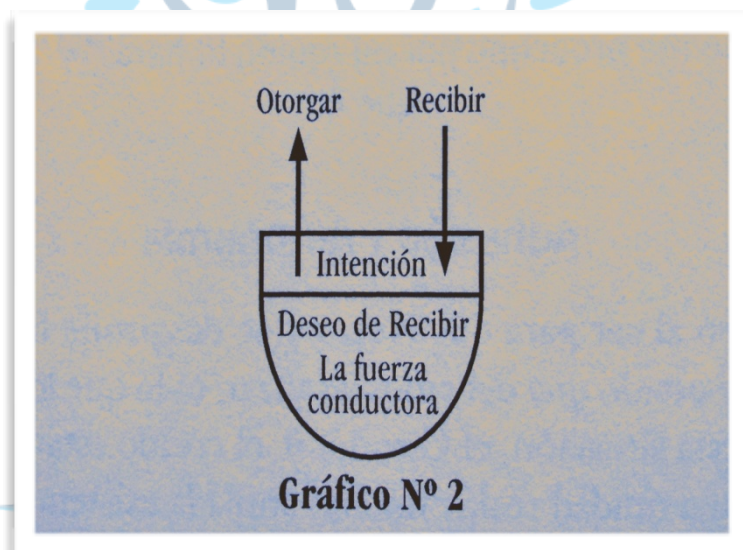 Otorgar Recibir
Intención
Deseo de Recibir
La fuerza
conductora
Gráfico Nº 2